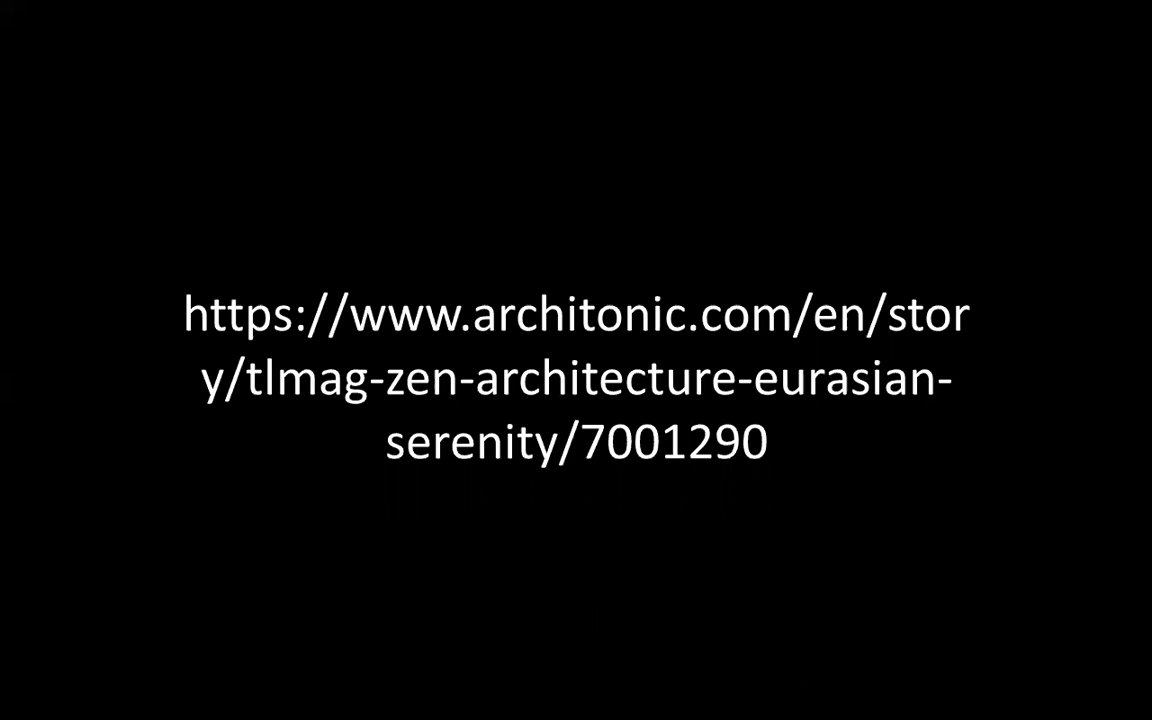 https://www.architonic.com/en/stor
y/tlmag-zen-architecture-eurasian-
serenity/7001290